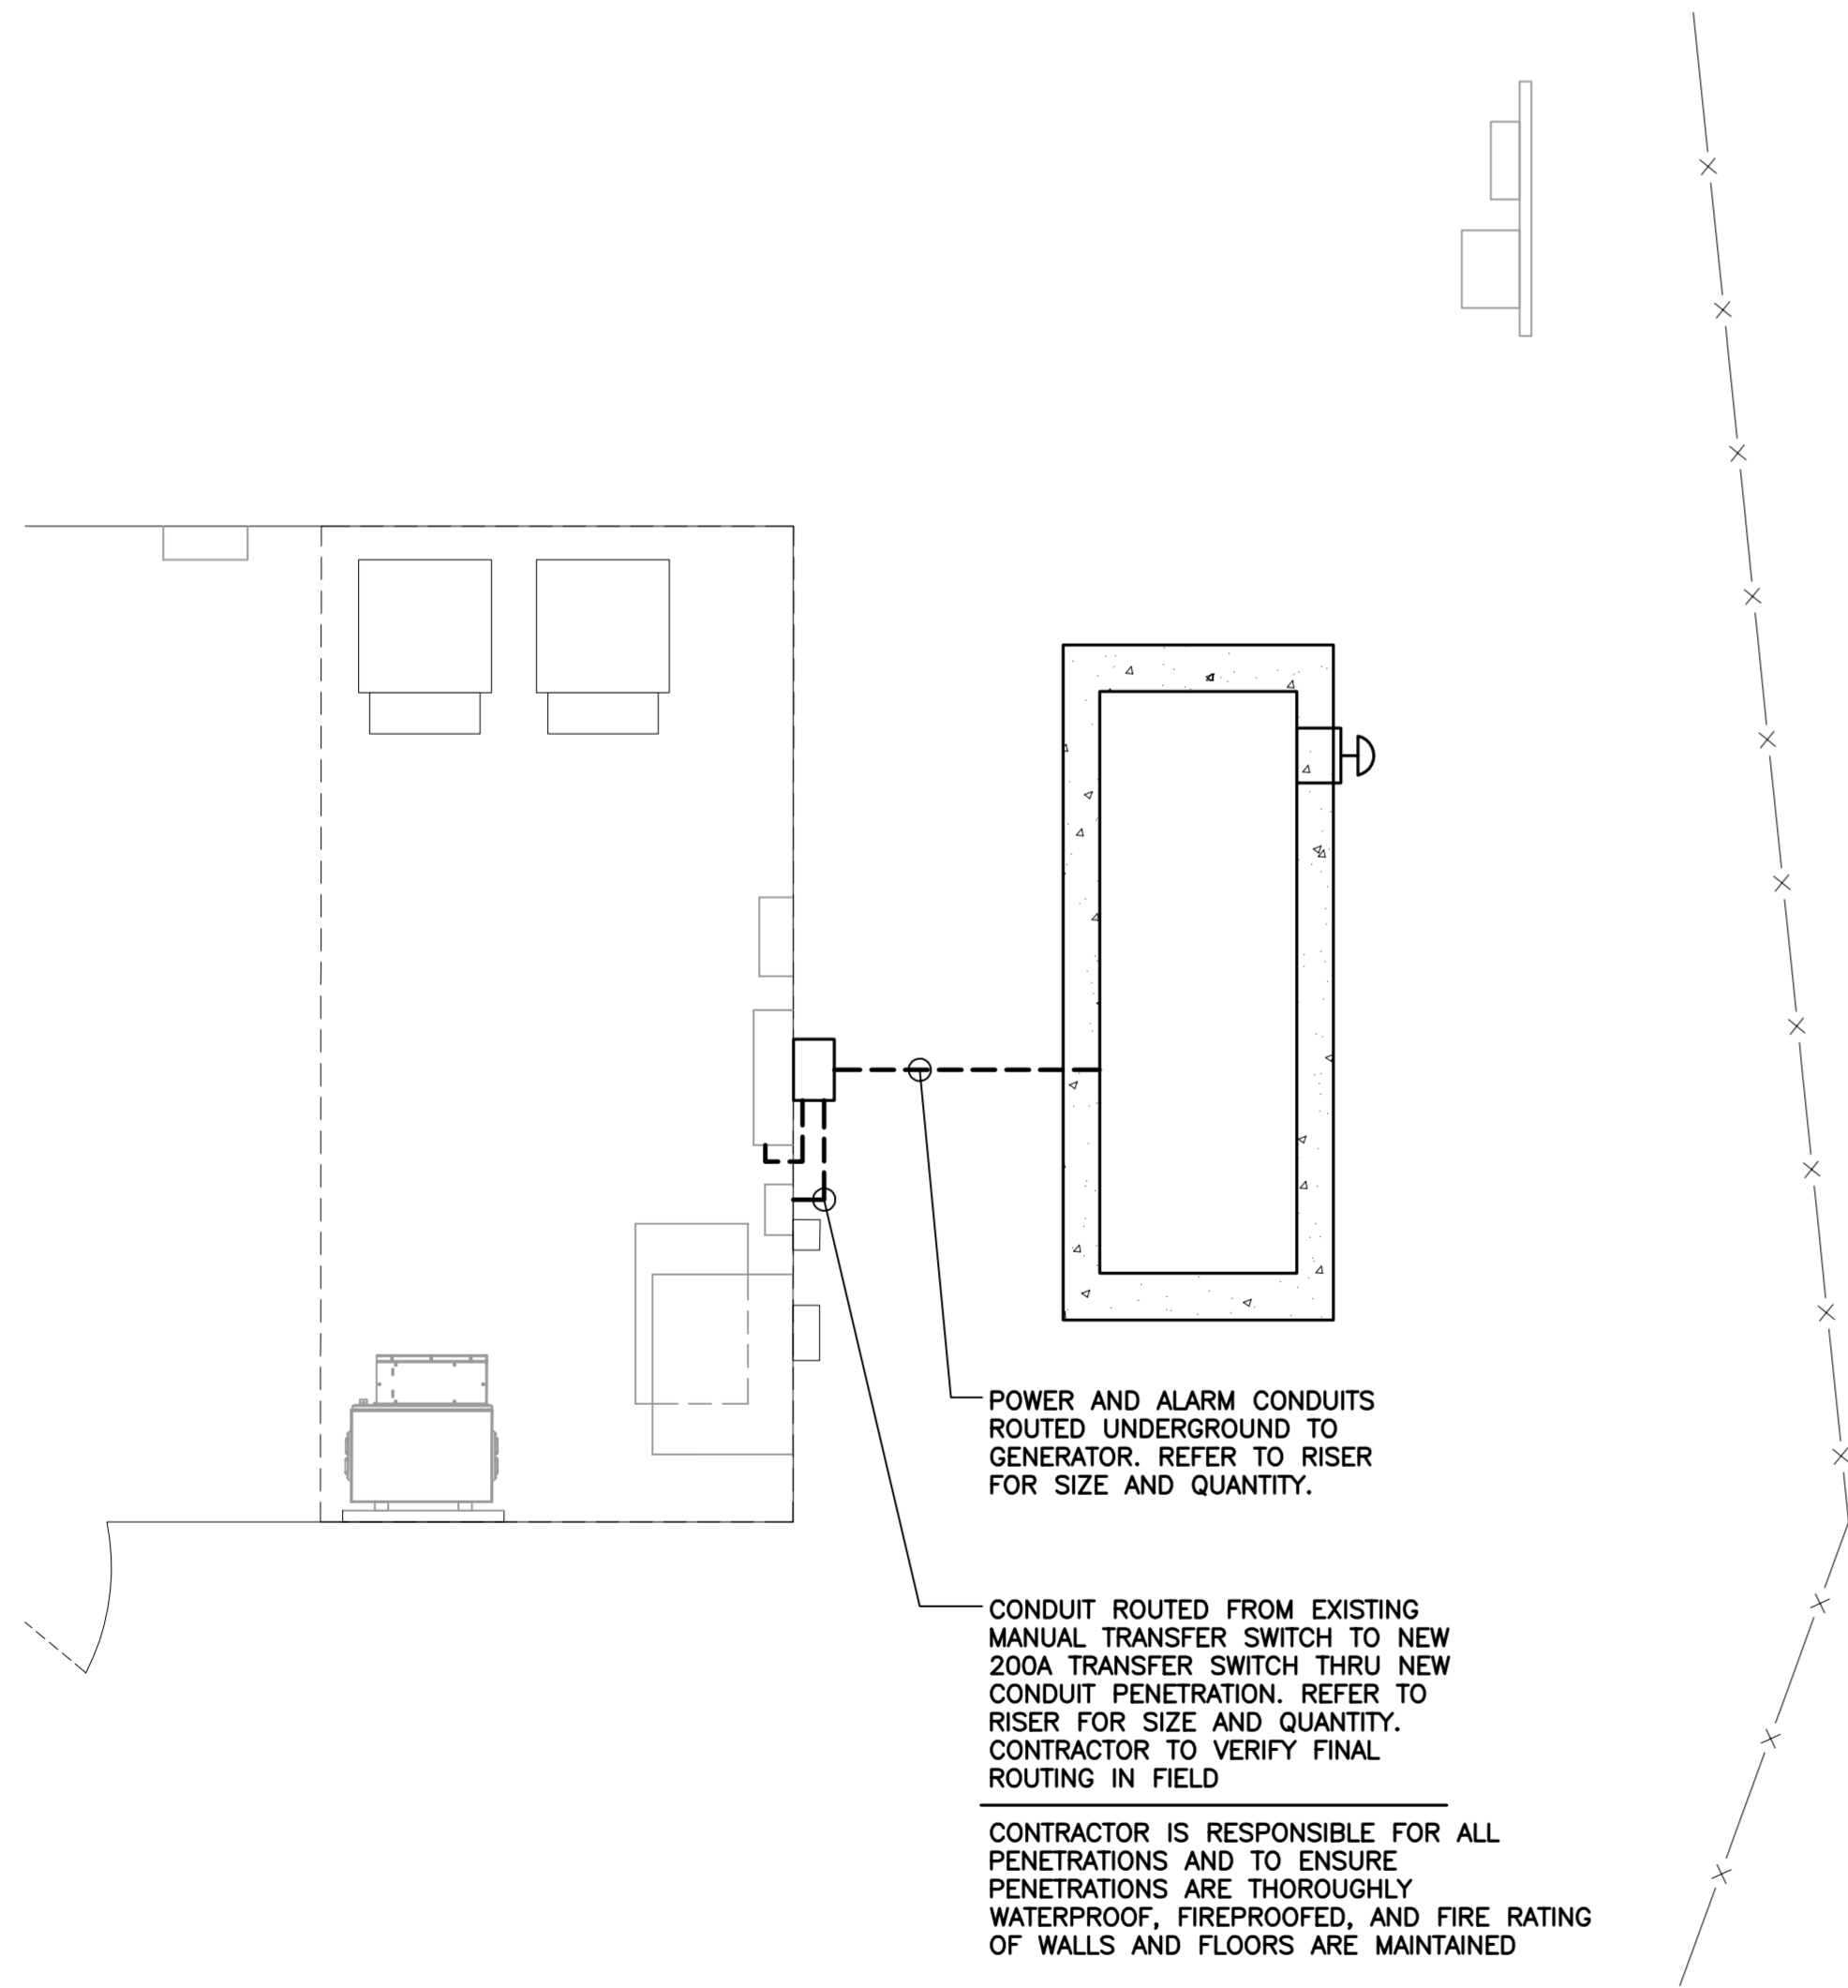 POWER AND ALARM CONDUITS
ROUTED UNDERGROUND TO
GENERATOR. REFER TO RISER
FOR SIZE AND QUANTITY.
CONDUIT ROUTED FROM EXISTING
MANUAL TRANSFER SWITCH TO NEW
200A TRANSFER SWITCH THRU NEW
CONDUIT PENETRATION. REFER TO
RISER FOR SIZE AND QUANTITY.
CONTRACTOR TO VERIFY FINAL
ROUTING IN FIELD
CONTRACTOR IS RESPONSIBLE FOR ALL
PENETRATIONS AND TO ENSURE
PENETRATIONS ARE THOROUGHLY
WATERPROOF, FIREPROOFED, AND FIRE RATING
OF WALLS AND FLOORS ARE MAINTAINED